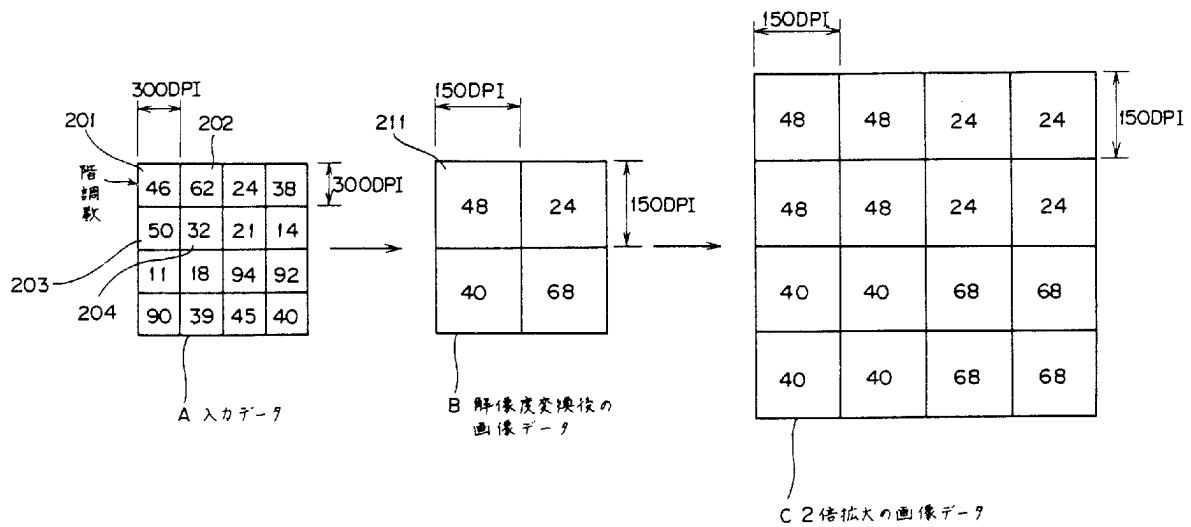 300DPI
201
202
階調数
46 62 24 38
300DPI
50 32 21 14
203
11 18 94 92
204
90 39 45 40
A 入力データ
150DPI
211
48 24
150DPI
40 68
B 解像度変換後の
画像データ
150DPI
48 48 24 24
150DPI
48 48 24 24
40 40 68 68
40 40 68 68
C 2倍拡大の画像データ